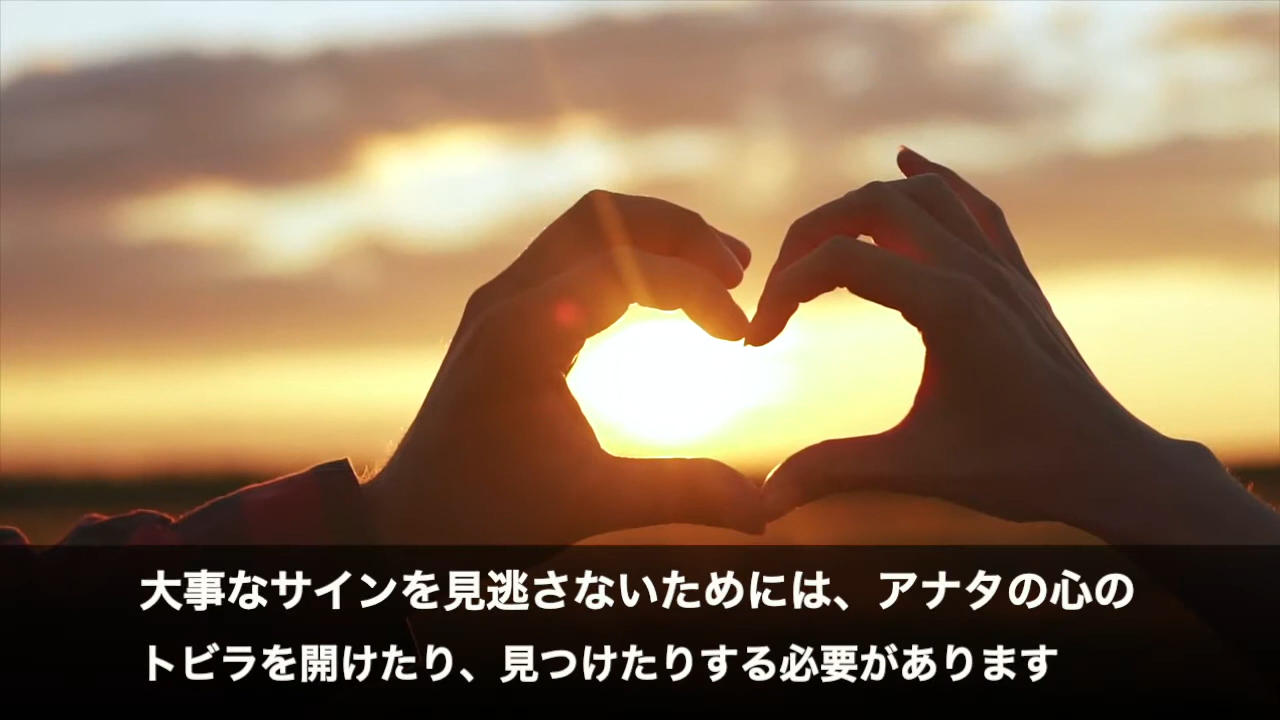 大事なサインを見逃さないためには、アナタの心の
トビラを開けたり、見つけたりする必要があります